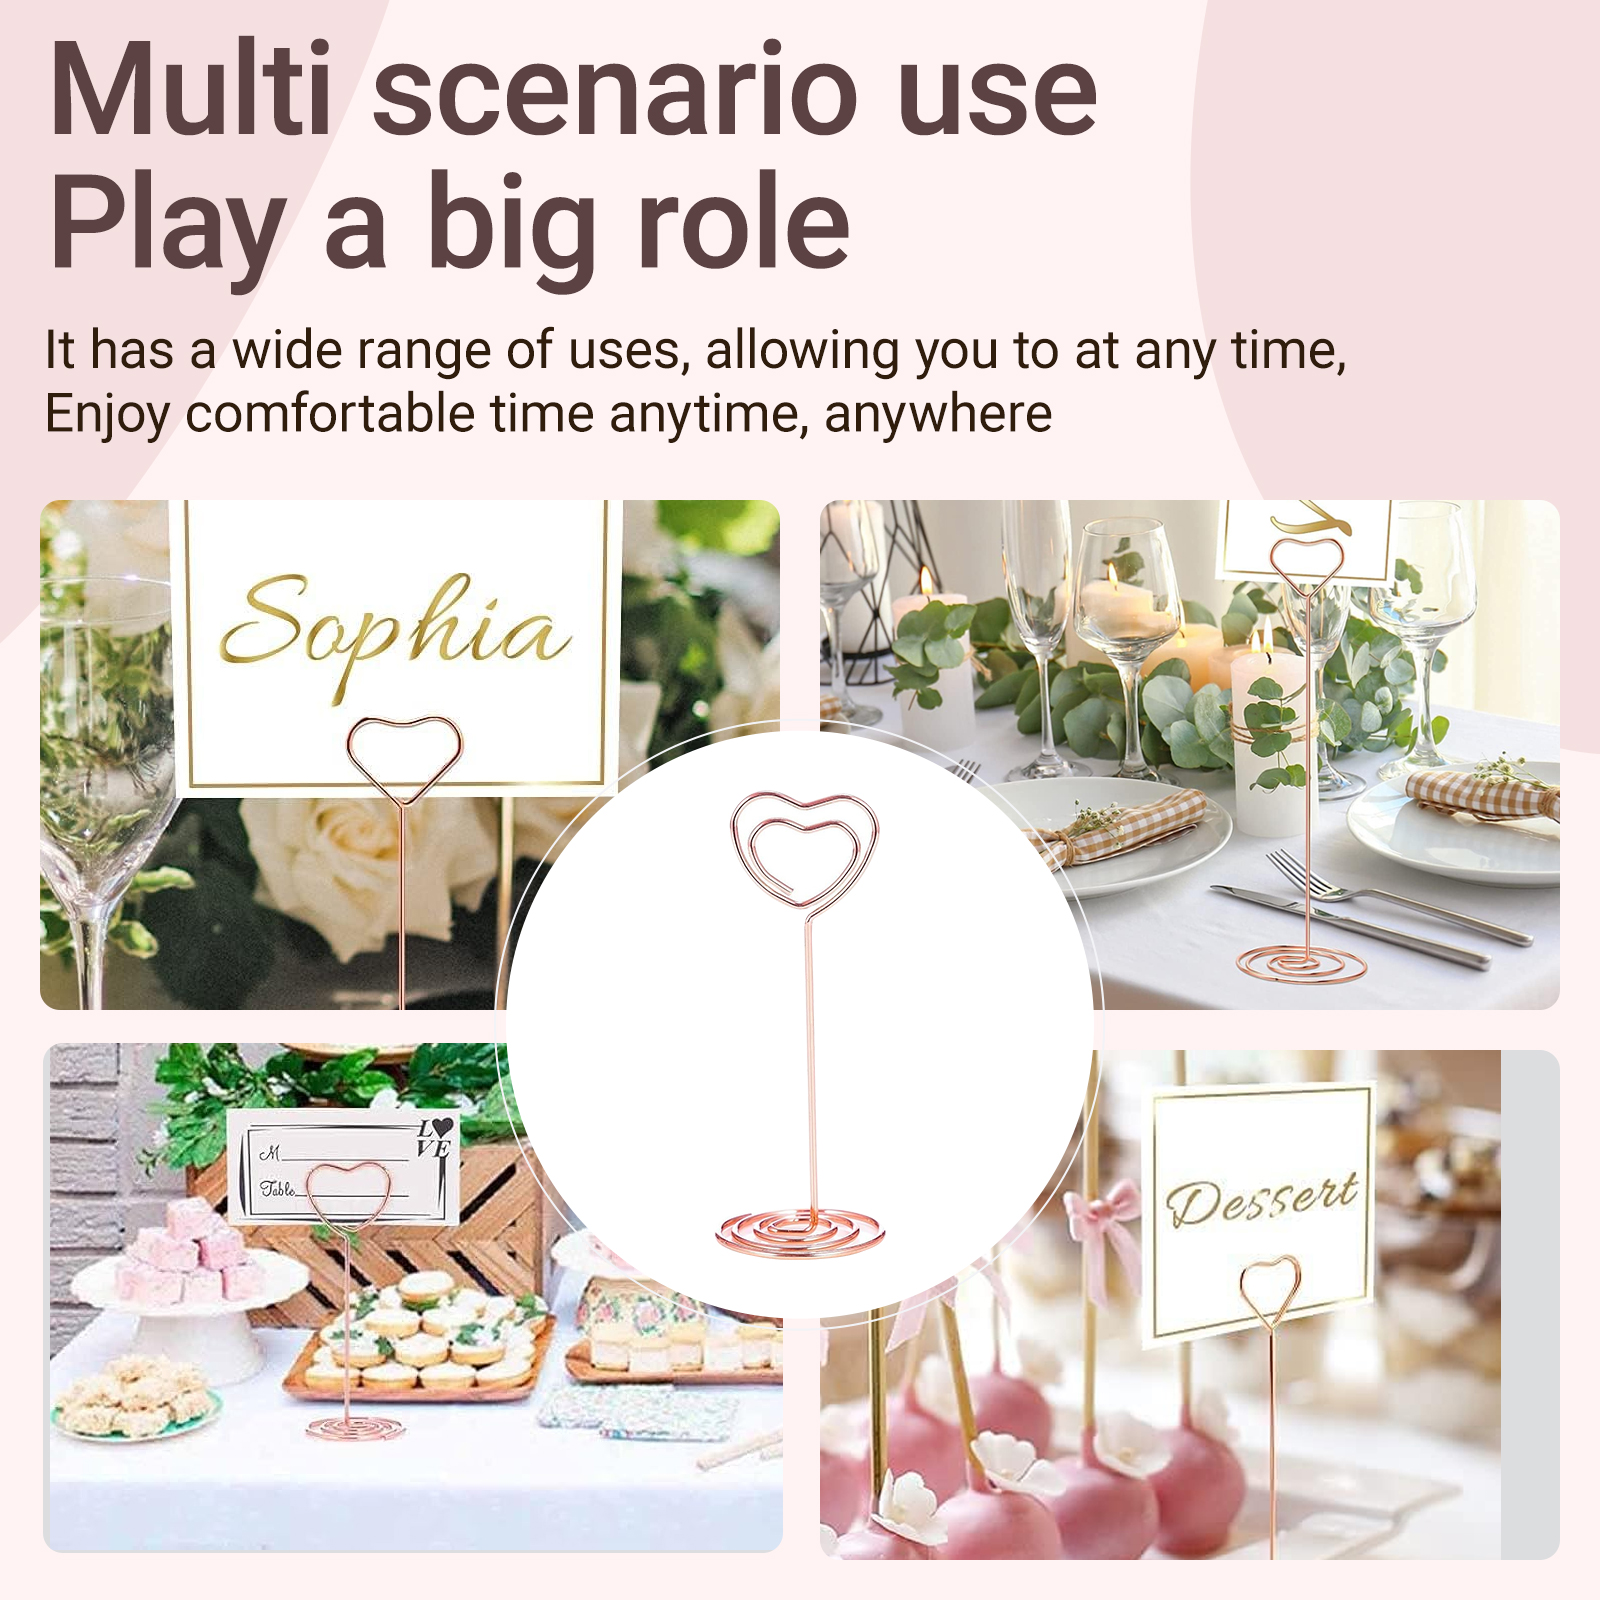 Multi scenario use
Play a big role
It has a wide range of uses, allowing you to at any time,
Enjoy comfortable time anytime, anywhere
Sophia
LOVE
M
Table
Dessert